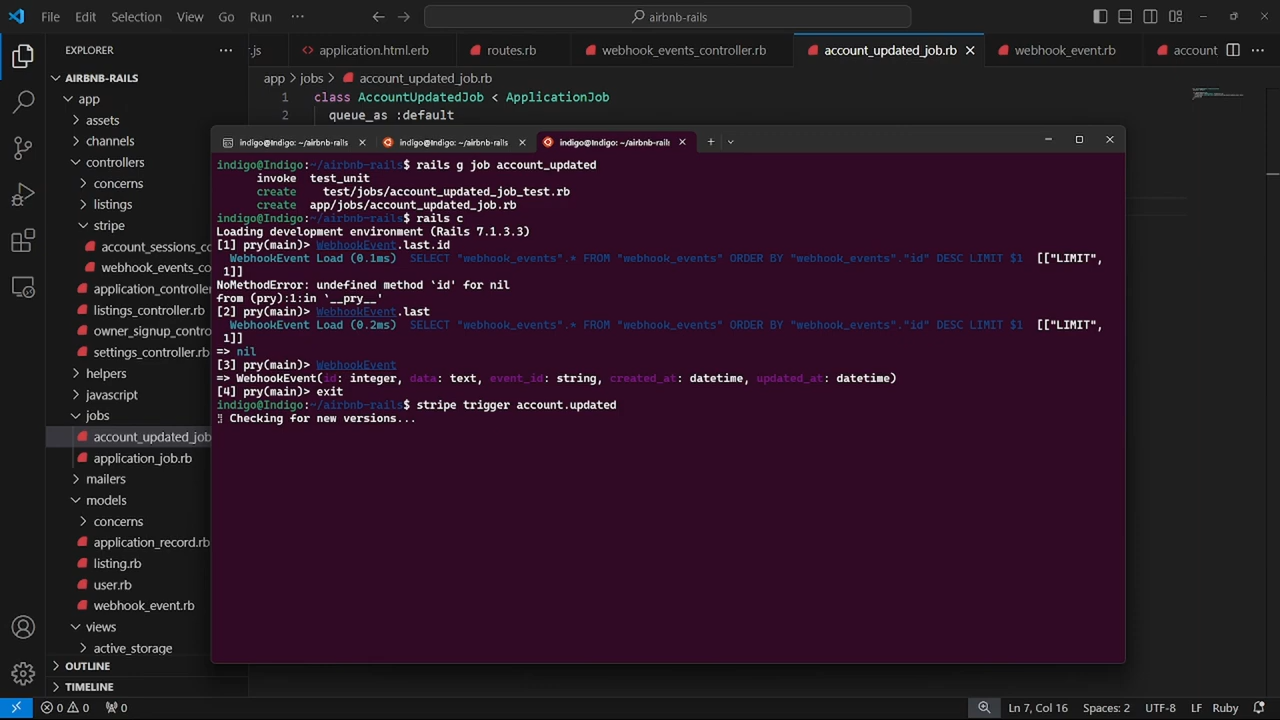 File Edit Selection View Go Run ··· airbnb-rails
EXPLORER ···
.js application.html.erb routes.rb webhook_events_controller.rb account_updated_job.rb webhook_event.rb account ···
AIRBNB-RAILS
app > jobs > account_updated_job.rb
app
assets
channels
controllers
concerns
listings
stripe
account_sessions_co
webhook_events_co
application_controlle
listings_controller.rb
owner_signup_contro
settings_controller.rb
helpers
javascript
jobs
account_updated_job
application_job.rb
mailers
models
concerns
application_record.rb
listing.rb
user.rb
webhook_event.rb
views
active_storage
OUTLINE
TIMELINE
1 class AccountUpdatedJob < ApplicationJob
2 queue_as :default
indigo@Indigo: ~/airbnb-rails indigo@Indigo: ~/airbnb-rails indigo@Indigo: ~/airbnb-rails
indigo@Indigo:~/airbnb-rails$ rails g job account_updated
invoke test_unit
create test/jobs/account_updated_job_test.rb
create app/jobs/account_updated_job.rb
indigo@Indigo:~/airbnb-rails$ rails c
Loading development environment (Rails 7.1.3.3)
[1] pry(main)> WebhookEvent.last.id
WebhookEvent Load (0.1ms) SELECT "webhook_events".* FROM "webhook_events" ORDER BY "webhook_events"."id" DESC LIMIT $1 [["LIMIT",
1]]
NoMethodError: undefined method `id' for nil
from (pry):1:in `__pry__'
[2] pry(main)> WebhookEvent.last
WebhookEvent Load (0.2ms) SELECT "webhook_events".* FROM "webhook_events" ORDER BY "webhook_events"."id" DESC LIMIT $1 [["LIMIT",
1]]
=> nil
[3] pry(main)> WebhookEvent
=> WebhookEvent(id: integer, data: text, event_id: string, created_at: datetime, updated_at: datetime)
[4] pry(main)> exit
indigo@Indigo:~/airbnb-rails$ stripe trigger account.updated
Checking for new versions...
0 0 0 Ln 7, Col 16 Spaces: 2 UTF-8 LF Ruby